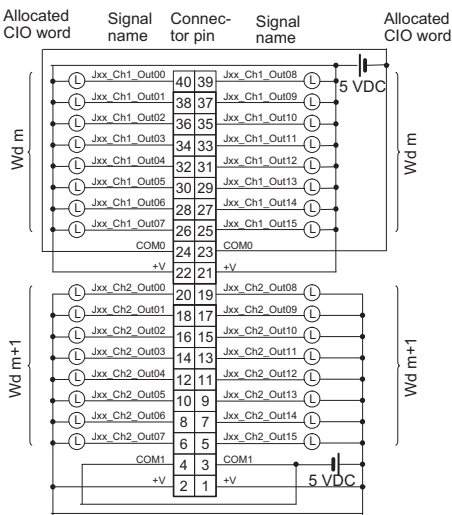 Allocated CIO word Signal name Connec-tor pin Signal name Allocated CIO word
5 VDC
Wd m
Jxx_Ch1_Out00 40 39 Jxx_Ch1_Out08
L L
Jxx_Ch1_Out01 38 37 Jxx_Ch1_Out09
L L
Jxx_Ch1_Out02 36 35 Jxx_Ch1_Out10
L L
Jxx_Ch1_Out03 34 33 Jxx_Ch1_Out11
L L
Jxx_Ch1_Out04 32 31 Jxx_Ch1_Out12
L L
Jxx_Ch1_Out05 30 29 Jxx_Ch1_Out13
L L
Jxx_Ch1_Out06 28 27 Jxx_Ch1_Out14
L L
Jxx_Ch1_Out07 26 25 Jxx_Ch1_Out15
L L
Wd m
COM0 24 23 COM0
+V 22 21 +V
Wd m+1
Jxx_Ch2_Out00 20 19 Jxx_Ch2_Out08
L L
Jxx_Ch2_Out01 18 17 Jxx_Ch2_Out09
L L
Jxx_Ch2_Out02 16 15 Jxx_Ch2_Out10
L L
Jxx_Ch2_Out03 14 13 Jxx_Ch2_Out11
L L
Jxx_Ch2_Out04 12 11 Jxx_Ch2_Out12
L L
Jxx_Ch2_Out05 10 9 Jxx_Ch2_Out13
L L
Jxx_Ch2_Out06 8 7 Jxx_Ch2_Out14
L L
Jxx_Ch2_Out07 6 5 Jxx_Ch2_Out15
L L
Wd m+1
COM1 4 3 COM1
+V 2 1 +V
5 VDC